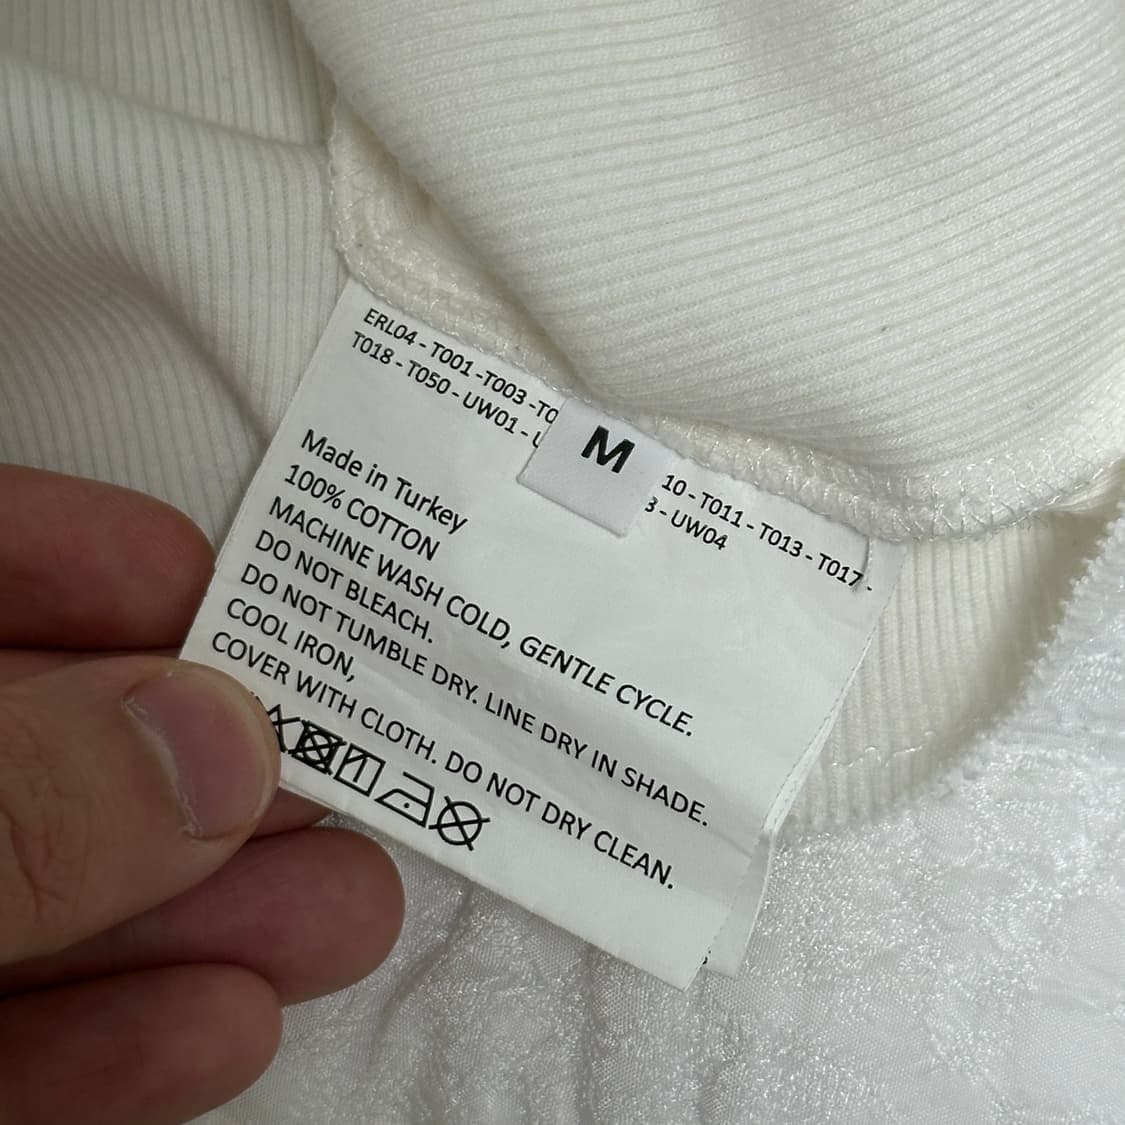 ERL04 - T001 -T003 -T0
T018 - T050 - UW01 -
M
10 - T011 - T013 - T017 -
3 - UW04
Made in Turkey
100% COTTON
MACHINE WASH COLD, GENTLE CYCLE.
DO NOT BLEACH.
DO NOT TUMBLE DRY. LINE DRY IN SHADE.
COOL IRON,
COVER WITH CLOTH. DO NOT DRY CLEAN.